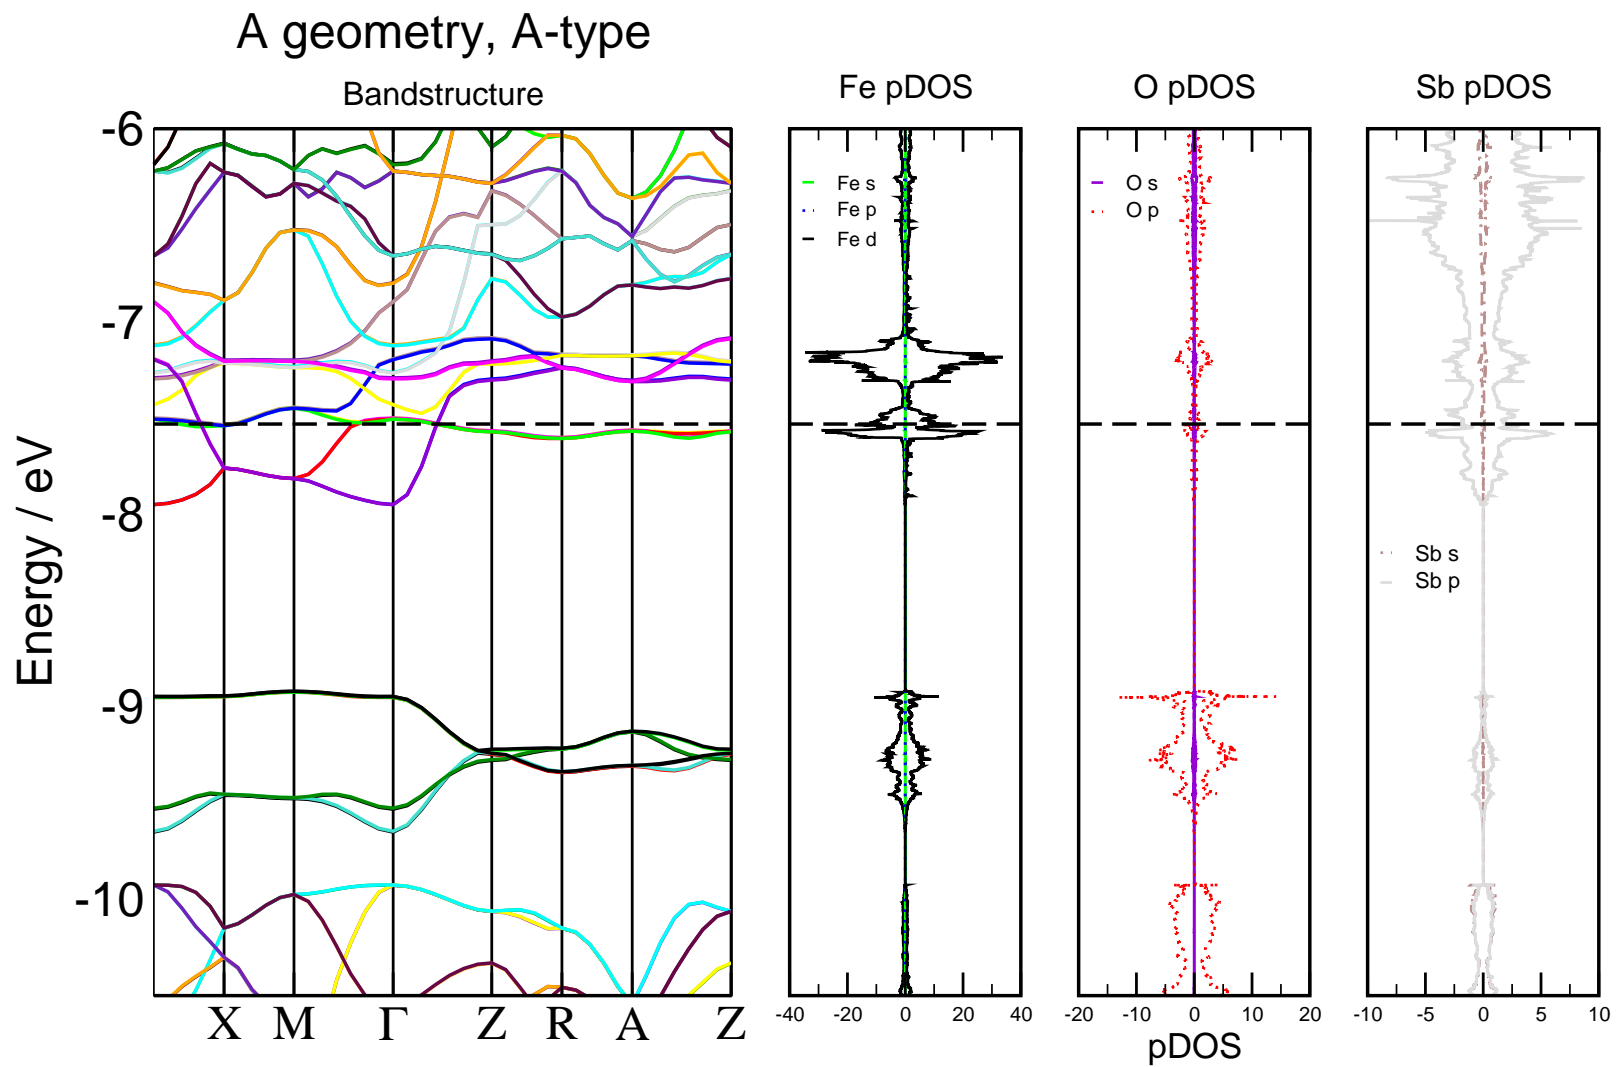 A geometry, A-type
Bandstructure
Fe pDOS
O pDOS
Sb pDOS
-6
-7
-8
-9
-10
Energy / eV
X M Γ Z R A Z
Fe s
Fe p
Fe d
-40 -20 0 20 40
O s
O p
-20 -10 0 10 20
pDOS
Sb s
Sb p
-10 -5 0 5 10